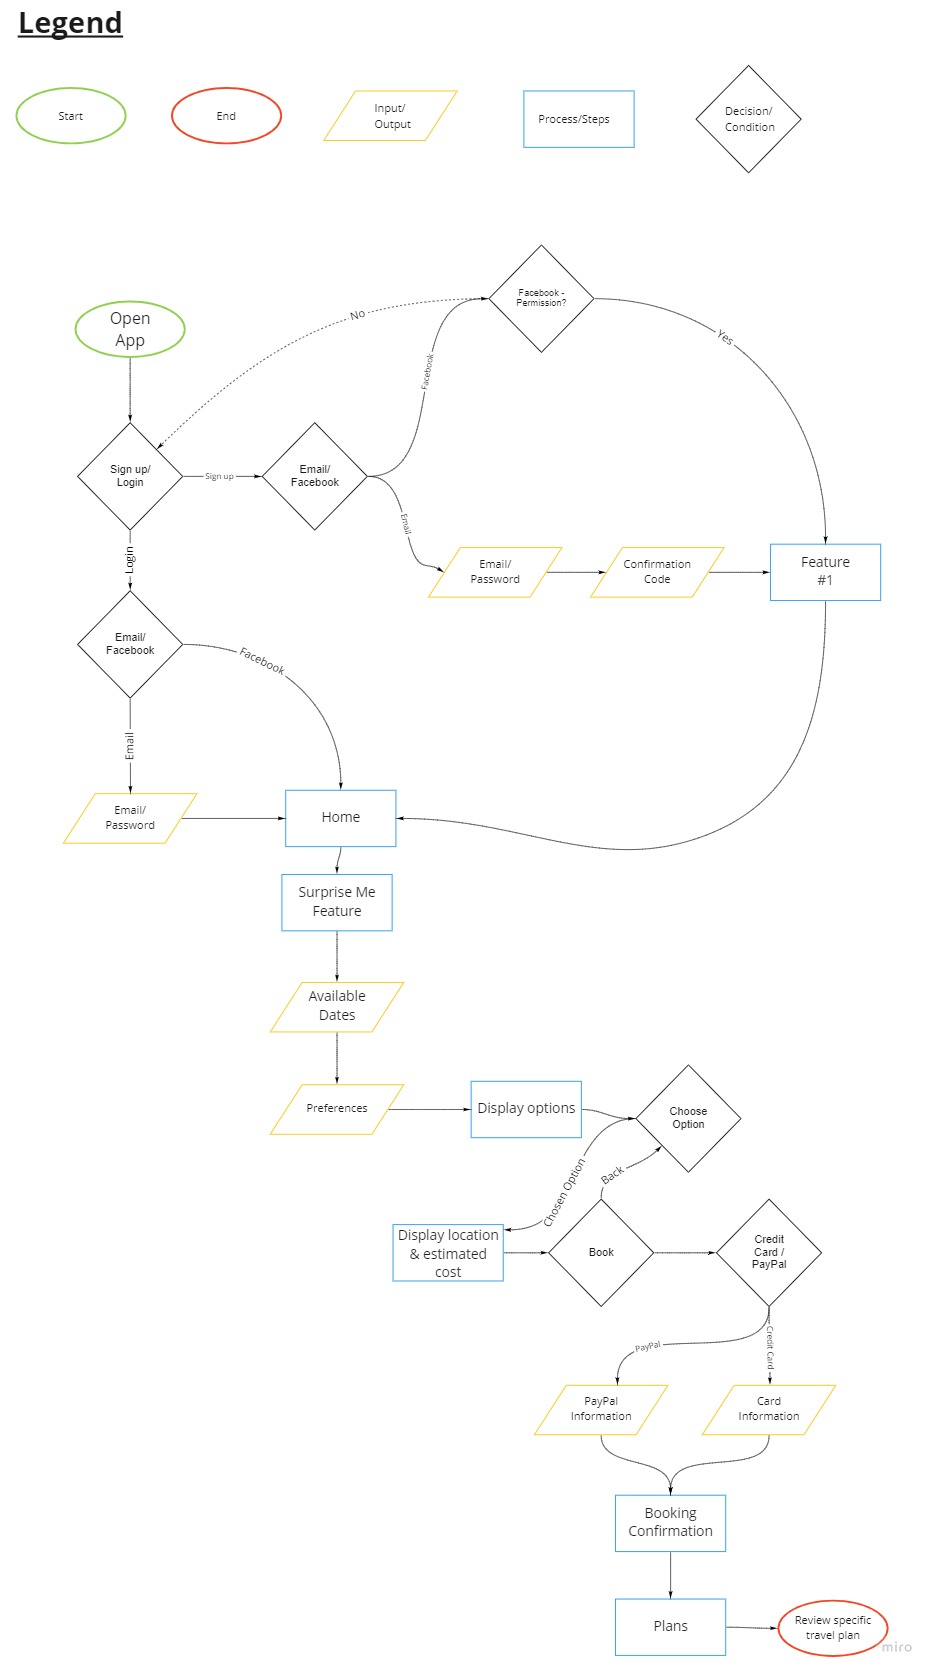 Legend
Start
End
Input/
Output
Process/Steps
Decision/
Condition
Facebook -
Permission?
No
Yes
Open
App
Facebook
Sign up/
Login
Sign up
Email/
Facebook
Email
Login
Email/
Password
Confirmation
Code
Feature
#1
Email/
Facebook
Facebook
Email
Email/
Password
Home
Surprise Me
Feature
Available
Dates
Preferences
Display options
Choose
Option
Chosen Option
Back
Display location
& estimated
cost
Book
Credit
Card /
PayPal
PayPal
Credit Card
PayPal
Information
Card
Information
Booking
Confirmation
Plans
Review specific
travel plan
miro